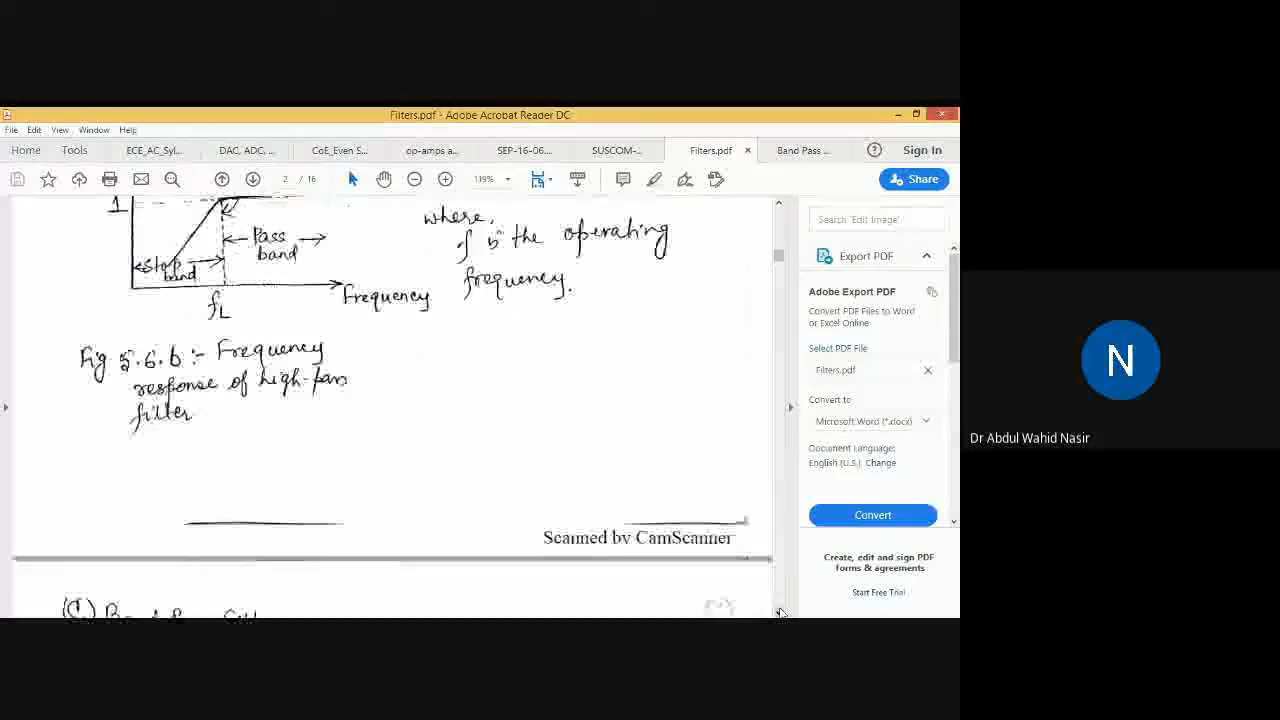 Filters.pdf - Adobe Acrobat Reader DC
File Edit View Window Help
Home Tools ECE_AC_Syl... DAC, ADC, ... CoE_Even S... op-amps a... SEP-16-06... SUSCOM-... Filters.pdf × Band Pass ... Sign In
2 / 16 119% Share
1
where,
f is the operating
frequency.
Pass
band
Stop
band
Frequency
fL
Fig 5.6.b :- Frequency
response of high-pass
filter
Scanned by CamScanner
Search 'Edit Image'
Export PDF
Adobe Export PDF
Convert PDF Files to Word
or Excel Online
Select PDF File
Filters.pdf
Convert to
Microsoft Word (*.docx)
Document Language:
English (U.S.) Change
Convert
Create, edit and sign PDF
forms & agreements
Start Free Trial
N
Dr Abdul Wahid Nasir